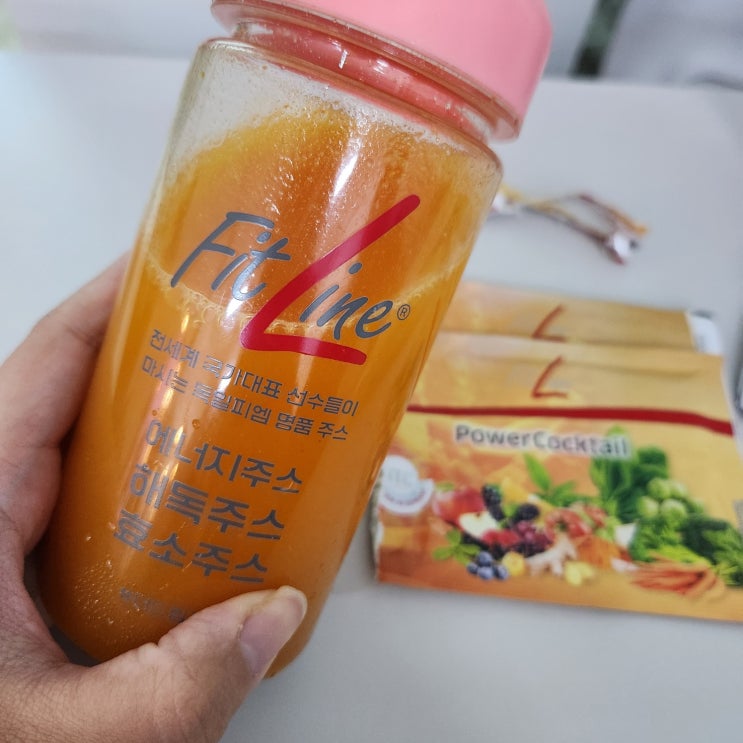 FitLine®
전세계 국가대표 선수들이
마시는 독일피엠 명품 주스
에너지주스
해독주스
효소주스
PowerCocktail